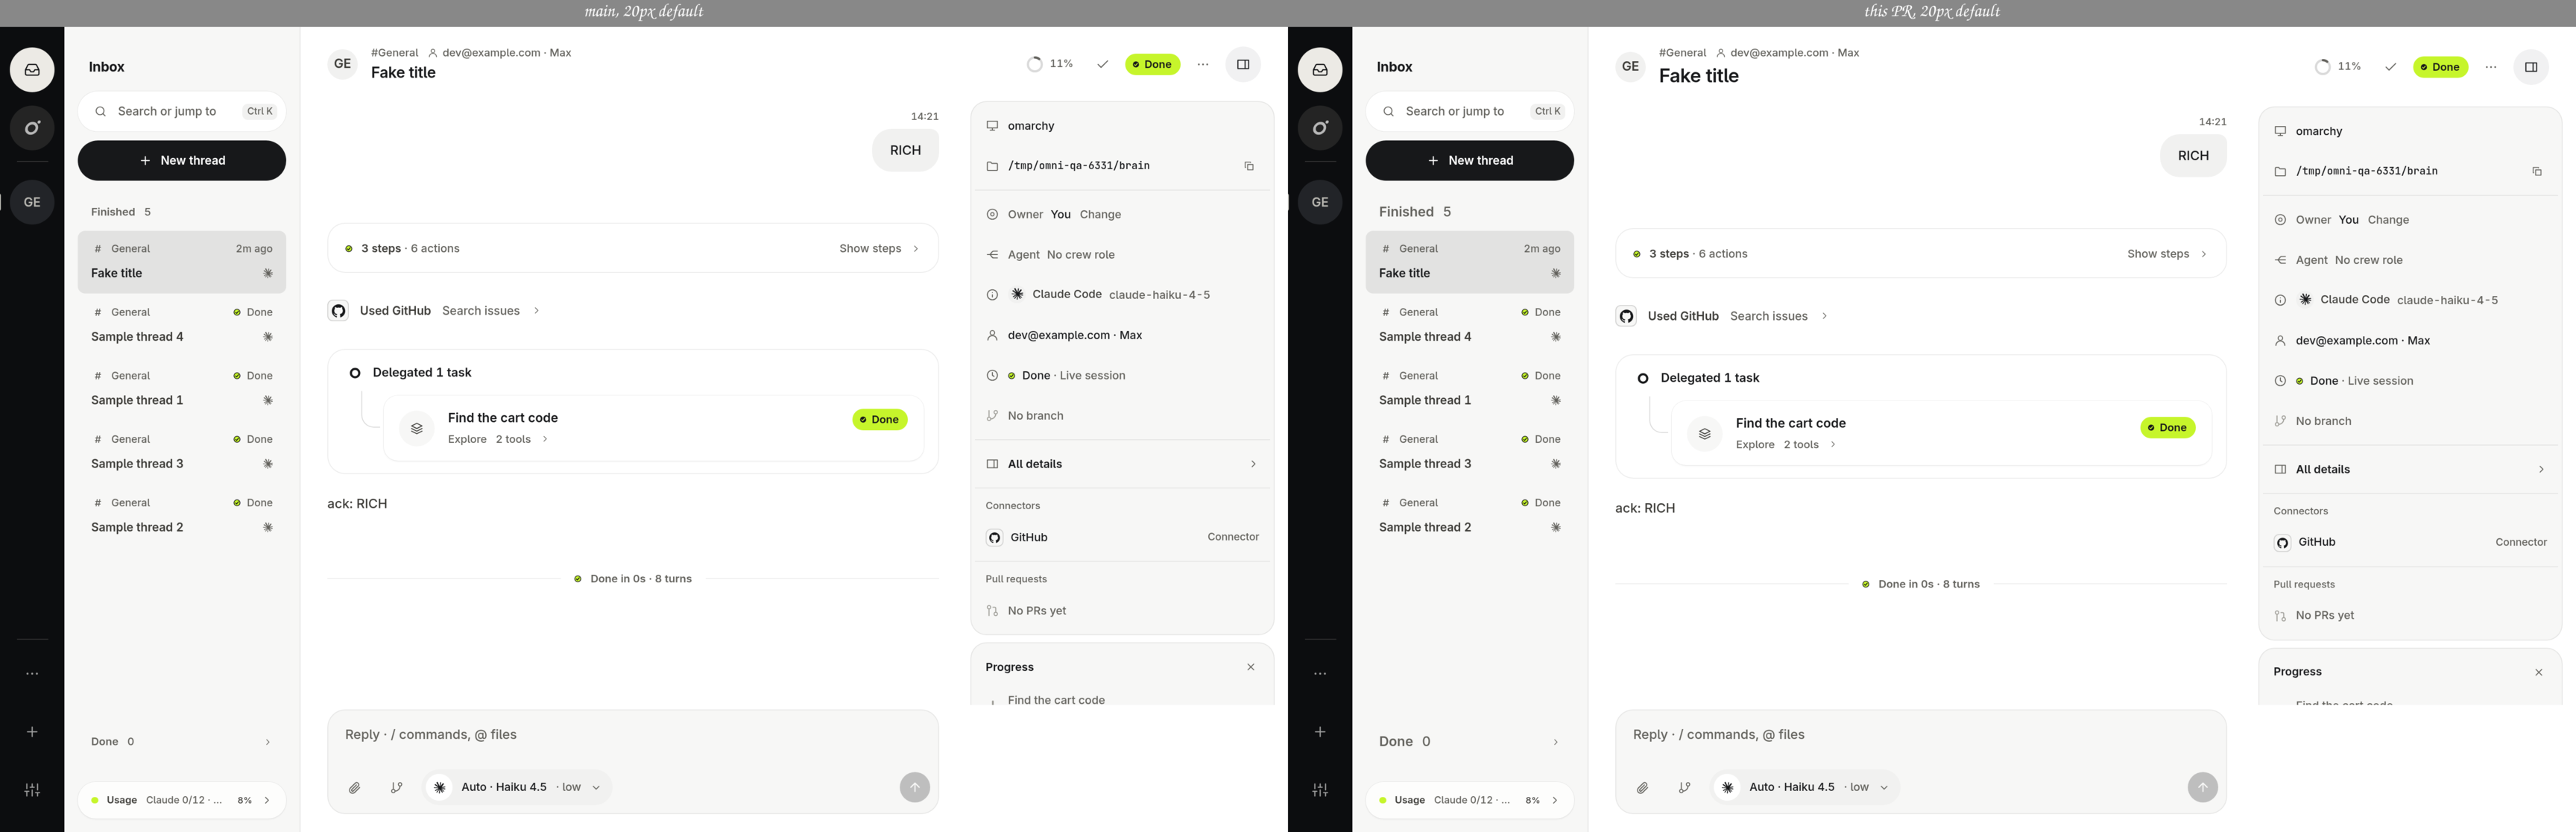 main, 20px default
Inbox
Search or jump to Ctrl K
New thread
GE
Finished 5
# General 2m ago
Fake title
# General Done
Sample thread 4
# General Done
Sample thread 1
# General Done
Sample thread 3
# General Done
Sample thread 2
Done 0
Usage Claude 0/12 · ... 8%
GE
#General dev@example.com · Max
Fake title
11% Done
14:21
RICH
3 steps · 6 actions Show steps
Used GitHub Search issues
Delegated 1 task
Find the cart code
Explore 2 tools
Done
ack: RICH
Done in 0s · 8 turns
Reply · / commands, @ files
Auto · Haiku 4.5 · low
omarchy
/tmp/omni-qa-6331/brain
Owner You Change
Agent No crew role
Claude Code claude-haiku-4-5
dev@example.com · Max
Done · Live session
No branch
All details
Connectors
GitHub Connector
Pull requests
No PRs yet
Progress
Find the cart code
this PR, 20px default
Inbox
Search or jump to Ctrl K
New thread
GE
Finished 5
# General 2m ago
Fake title
# General Done
Sample thread 4
# General Done
Sample thread 1
# General Done
Sample thread 3
# General Done
Sample thread 2
Done 0
Usage Claude 0/12 · ... 8%
GE
#General dev@example.com · Max
Fake title
11% Done
14:21
RICH
3 steps · 6 actions Show steps
Used GitHub Search issues
Delegated 1 task
Find the cart code
Explore 2 tools
Done
ack: RICH
Done in 0s · 8 turns
Reply · / commands, @ files
Auto · Haiku 4.5 · low
omarchy
/tmp/omni-qa-6331/brain
Owner You Change
Agent No crew role
Claude Code claude-haiku-4-5
dev@example.com · Max
Done · Live session
No branch
All details
Connectors
GitHub Connector
Pull requests
No PRs yet
Progress